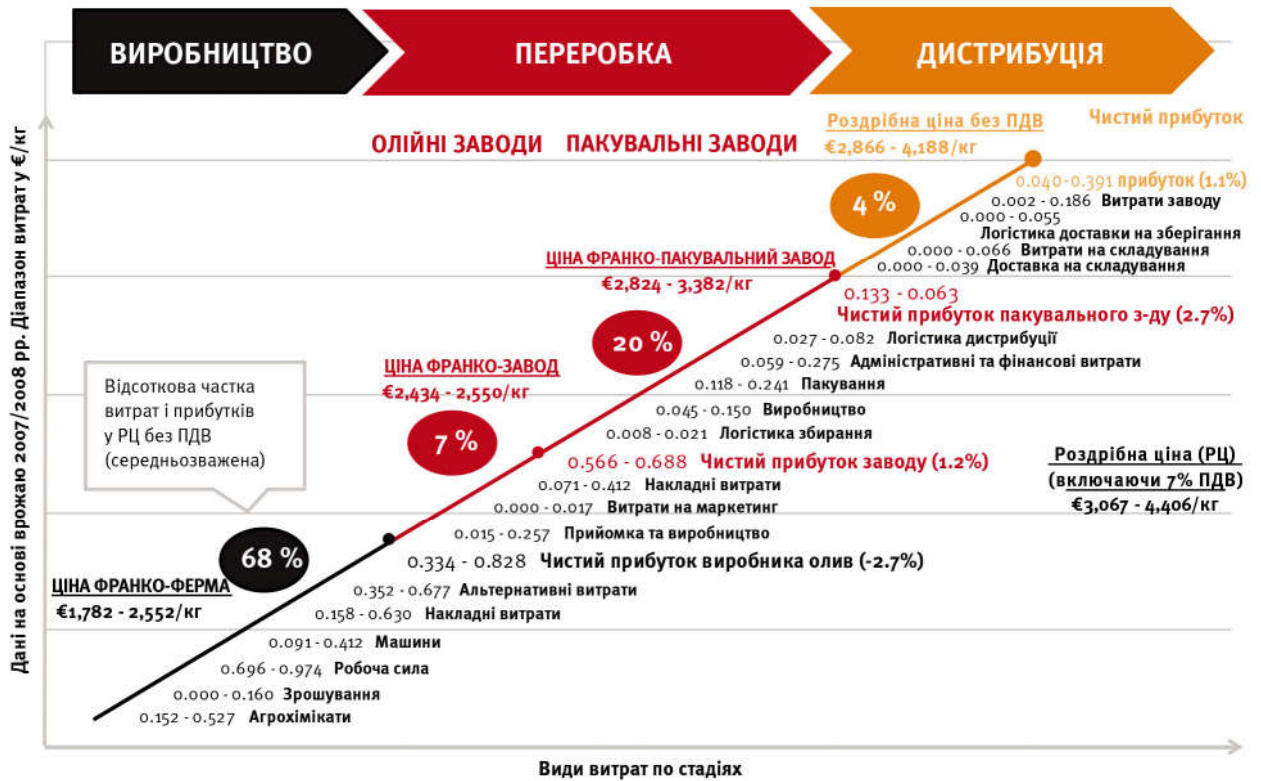 ВИРОБНИЦТВО
ПЕРЕРОБКА
ДИСТРИБУЦІЯ
ОЛІЙНІ ЗАВОДИ
ПАКУВАЛЬНІ ЗАВОДИ
Роздрібна ціна без ПДВ
€2,866 - 4,188/кг
Чистий прибуток
4 %
0.040-0.391 прибуток (1.1%)
0.002 - 0.186 Витрати заводу
0.000 - 0.055
Логістика доставки на зберігання
0.000 - 0.066 Витрати на складування
0.000 - 0.039 Доставка на складування
ЦІНА ФРАНКО-ПАКУВАЛЬНИЙ ЗАВОД
€2,824 - 3,382/кг
0.133 - 0.063
Чистий прибуток пакувального з-ду (2.7%)
20 %
0.027 - 0.082 Логістика дистрибуції
0.059 - 0.275 Адміністративні та фінансові витрати
0.118 - 0.241 Пакування
0.045 - 0.150 Виробництво
0.008 - 0.021 Логістика збирання
ЦІНА ФРАНКО-ЗАВОД
€2,434 - 2,550/кг
7 %
0.566 - 0.688 Чистий прибуток заводу (1.2%)
0.071 - 0.412 Накладні витрати
0.000 - 0.017 Витрати на маркетинг
0.015 - 0.257 Прийомка та виробництво
Роздрібна ціна (РЦ)
(включаючи 7% ПДВ)
€3,067 - 4,406/кг
Відсоткова частка
витрат і прибутків
у РЦ без ПДВ
(середньозважена)
68 %
ЦІНА ФРАНКО-ФЕРМА
€1,782 - 2,552/кг
0.334 - 0.828 Чистий прибуток виробника олив (-2.7%)
0.352 - 0.677 Альтернативні витрати
0.158 - 0.630 Накладні витрати
0.091 - 0.412 Машини
0.696 - 0.974 Робоча сила
0.000 - 0.160 Зрошування
0.152 - 0.527 Агрохімікати
Дані на основі врожаю 2007/2008 рр. Діапазон витрат у €/кг
Види витрат по стадіях